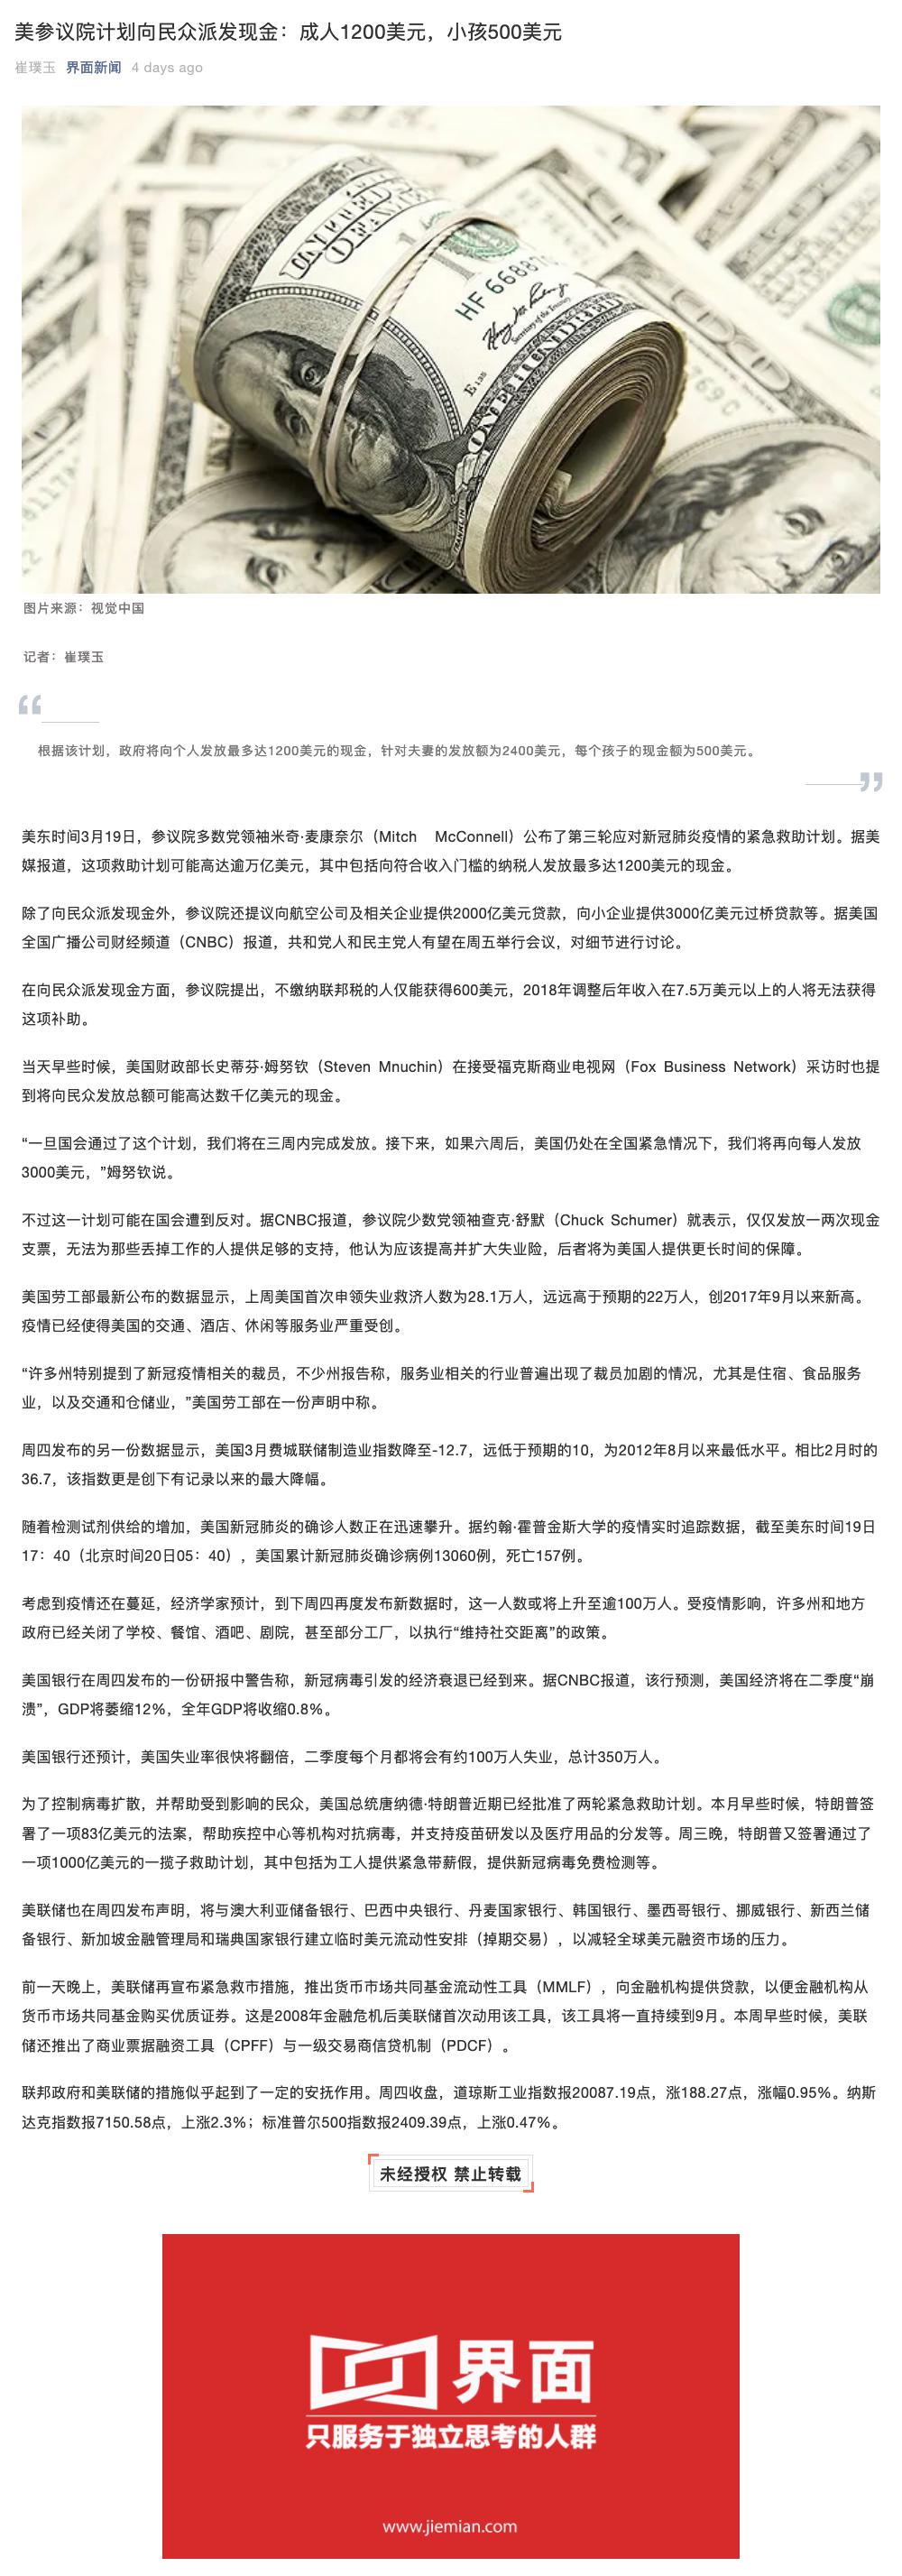 美参议院计划向民众派发现金：成人1200美元，小孩500美元
崔璞玉 界面新闻 4 days ago
HF 66887
Secretary of the Treasury
E 135
ONE HUNDRED
图片来源：视觉中国
记者：崔璞玉
“
根据该计划，政府将向个人发放最多达1200美元的现金，针对夫妻的发放额为2400美元，每个孩子的现金额为500美元。
”
美东时间3月19日，参议院多数党领袖米奇·麦康奈尔（Mitch McConnell）公布了第三轮应对新冠肺炎疫情的紧急救助计划。据美
媒报道，这项救助计划可能高达逾万亿美元，其中包括向符合收入门槛的纳税人发放最多达1200美元的现金。
除了向民众派发现金外，参议院还提议向航空公司及相关企业提供2000亿美元贷款，向小企业提供3000亿美元过桥贷款等。据美国
全国广播公司财经频道（CNBC）报道，共和党人和民主党人有望在周五举行会议，对细节进行讨论。
在向民众派发现金方面，参议院提出，不缴纳联邦税的人仅能获得600美元，2018年调整后年收入在7.5万美元以上的人将无法获得
这项补助。
当天早些时候，美国财政部长史蒂芬·姆努钦（Steven Mnuchin）在接受福克斯商业电视网（Fox Business Network）采访时也提
到将向民众发放总额可能高达数千亿美元的现金。
“一旦国会通过了这个计划，我们将在三周内完成发放。接下来，如果六周后，美国仍处在全国紧急情况下，我们将再向每人发放
3000美元，”姆努钦说。
不过这一计划可能在国会遭到反对。据CNBC报道，参议院少数党领袖查克·舒默（Chuck Schumer）就表示，仅仅发放一两次现金
支票，无法为那些丢掉工作的人提供足够的支持，他认为应该提高并扩大失业险，后者将为美国人提供更长时间的保障。
美国劳工部最新公布的数据显示，上周美国首次申领失业救济人数为28.1万人，远远高于预期的22万人，创2017年9月以来新高。
疫情已经使得美国的交通、酒店、休闲等服务业严重受创。
“许多州特别提到了新冠疫情相关的裁员，不少州报告称，服务业相关的行业普遍出现了裁员加剧的情况，尤其是住宿、食品服务
业，以及交通和仓储业，”美国劳工部在一份声明中称。
周四发布的另一份数据显示，美国3月费城联储制造业指数降至-12.7，远低于预期的10，为2012年8月以来最低水平。相比2月时的
36.7，该指数更是创下有记录以来的最大降幅。
随着检测试剂供给的增加，美国新冠肺炎的确诊人数正在迅速攀升。据约翰·霍普金斯大学的疫情实时追踪数据，截至美东时间19日
17：40（北京时间20日05：40），美国累计新冠肺炎确诊病例13060例，死亡157例。
考虑到疫情还在蔓延，经济学家预计，到下周四再度发布新数据时，这一人数或将上升至逾100万人。受疫情影响，许多州和地方
政府已经关闭了学校、餐馆、酒吧、剧院，甚至部分工厂，以执行“维持社交距离”的政策。
美国银行在周四发布的一份研报中警告称，新冠病毒引发的经济衰退已经到来。据CNBC报道，该行预测，美国经济将在二季度“崩
溃”，GDP将萎缩12%，全年GDP将收缩0.8%。
美国银行还预计，美国失业率很快将翻倍，二季度每个月都将会有约100万人失业，总计350万人。
为了控制病毒扩散，并帮助受到影响的民众，美国总统唐纳德·特朗普近期已经批准了两轮紧急救助计划。本月早些时候，特朗普签
署了一项83亿美元的法案，帮助疾控中心等机构对抗病毒，并支持疫苗研发以及医疗用品的分发等。周三晚，特朗普又签署通过了
一项1000亿美元的一揽子救助计划，其中包括为工人提供紧急带薪假，提供新冠病毒免费检测等。
美联储也在周四发布声明，将与澳大利亚储备银行、巴西中央银行、丹麦国家银行、韩国银行、墨西哥银行、挪威银行、新西兰储
备银行、新加坡金融管理局和瑞典国家银行建立临时美元流动性安排（掉期交易），以减轻全球美元融资市场的压力。
前一天晚上，美联储再宣布紧急救市措施，推出货币市场共同基金流动性工具（MMLF），向金融机构提供贷款，以便金融机构从
货币市场共同基金购买优质证券。这是2008年金融危机后美联储首次动用该工具，该工具将一直持续到9月。本周早些时候，美联
储还推出了商业票据融资工具（CPFF）与一级交易商信贷机制（PDCF）。
联邦政府和美联储的措施似乎起到了一定的安抚作用。周四收盘，道琼斯工业指数报20087.19点，涨188.27点，涨幅0.95%。纳斯
达克指数报7150.58点，上涨2.3%；标准普尔500指数报2409.39点，上涨0.47%。
未经授权 禁止转载
界面
只服务于独立思考的人群
www.jiemian.com